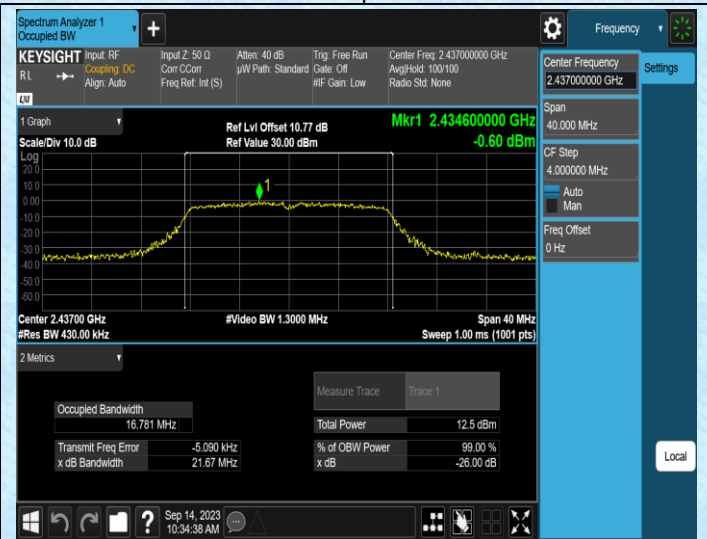 Spectrum Analyzer 1
Occupied BW
+
Frequency
KEYSIGHT
RL
LXI
Input: RF
Coupling: DC
Align: Auto
Input Z: 50 Ω
Corr CCorr
Freq Ref: Int (S)
Atten: 40 dB
µW Path: Standard
Trig: Free Run
Gate: Off
#IF Gain: Low
Center Freq: 2.437000000 GHz
Avg|Hold: 100/100
Radio Std: None
Center Frequency
2.437000000 GHz
Settings
Span
40.000 MHz
CF Step
4.000000 MHz
Auto
Man
Freq Offset
0 Hz
1 Graph
Scale/Div 10.0 dB
Ref Lvl Offset 10.77 dB
Ref Value 30.00 dBm
Mkr1 2.434600000 GHz
-0.60 dBm
Log
20.0
10.0
0.00
-10.0
-20.0
-30.0
-40.0
-50.0
-60.0
1
Center 2.43700 GHz
#Res BW 430.00 kHz
#Video BW 1.3000 MHz
Span 40 MHz
Sweep 1.00 ms (1001 pts)
2 Metrics
Measure Trace Trace 1
Occupied Bandwidth
16.781 MHz
Total Power 12.5 dBm
Transmit Freq Error -5.090 kHz
% of OBW Power 99.00 %
x dB Bandwidth 21.67 MHz
x dB -26.00 dB
Local
?
Sep 14, 2023
10:34:38 AM